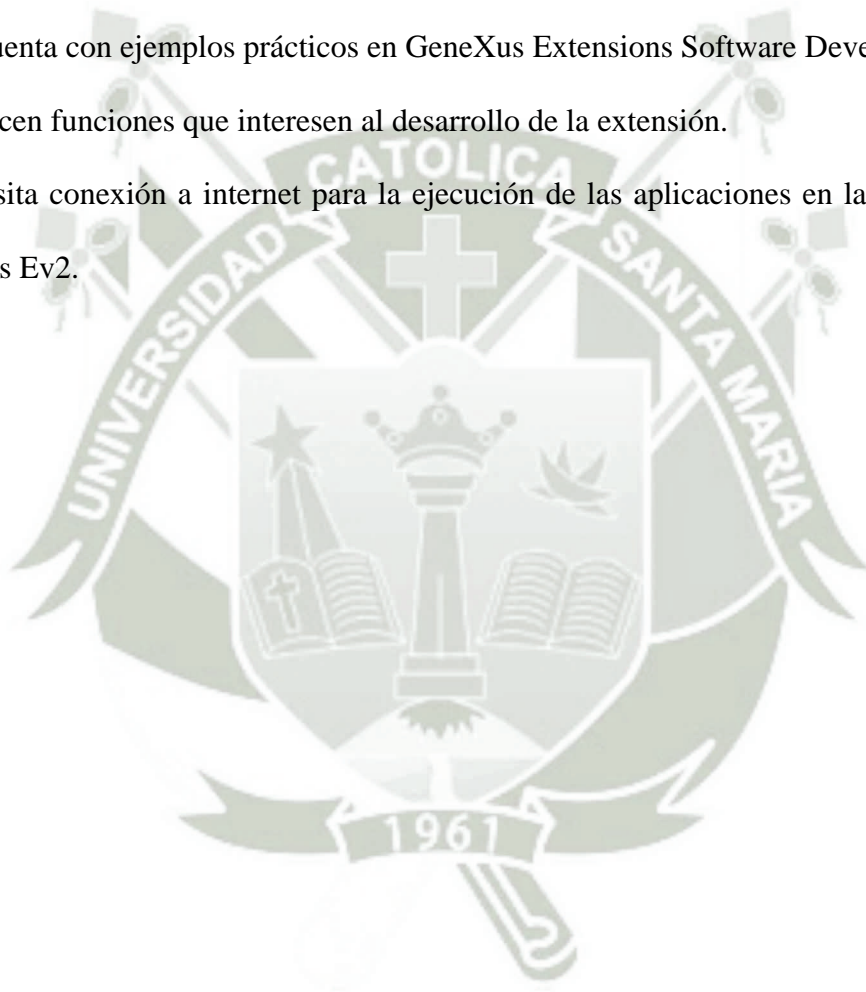 uenta con ejemplos prácticos en GeneXus Extensions Software Deve
cen funciones que interesen al desarrollo de la extensión.
sita conexión a internet para la ejecución de las aplicaciones en la
s Ev2.
UNIVERSIDAD CATOLICA SANTA MARIA
1961